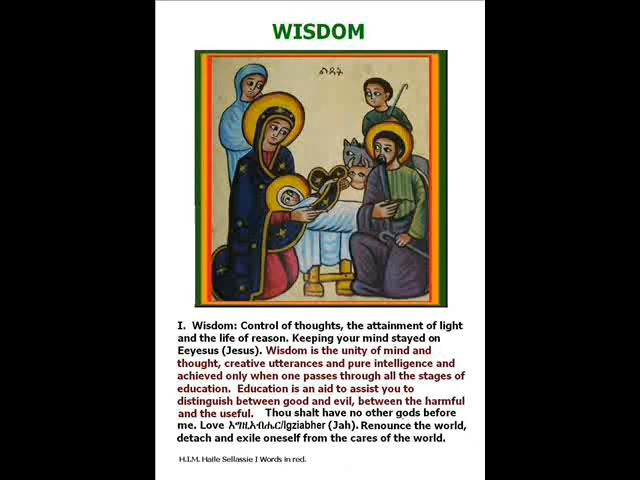 WISDOM
ልደት
I. Wisdom: Control of thoughts, the attainment of light
and the life of reason. Keeping your mind stayed on
Eeyesus (Jesus). Wisdom is the unity of mind and
thought, creative utterances and pure intelligence and
achieved only when one passes through all the stages of
education. Education is an aid to assist you to
distinguish between good and evil, between the harmful
and the useful. Thou shalt have no other gods before
me. Love እግዚአብሔር/Igziabher (Jah). Renounce the world,
detach and exile oneself from the cares of the world.
H.I.M. Haile Sellassie I Words in red.